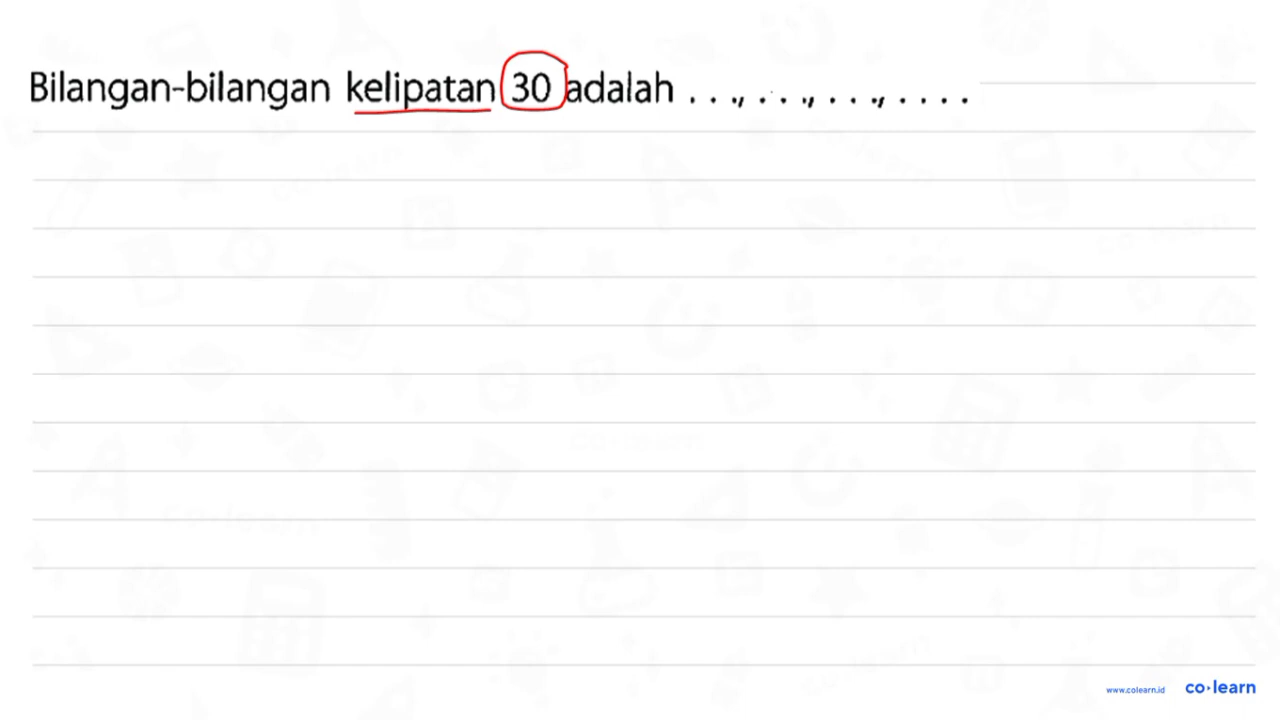 Bilangan-bilangan kelipatan 30 adalah . . ., . . ., . . ., . . . .
www.colearn.id co·learn